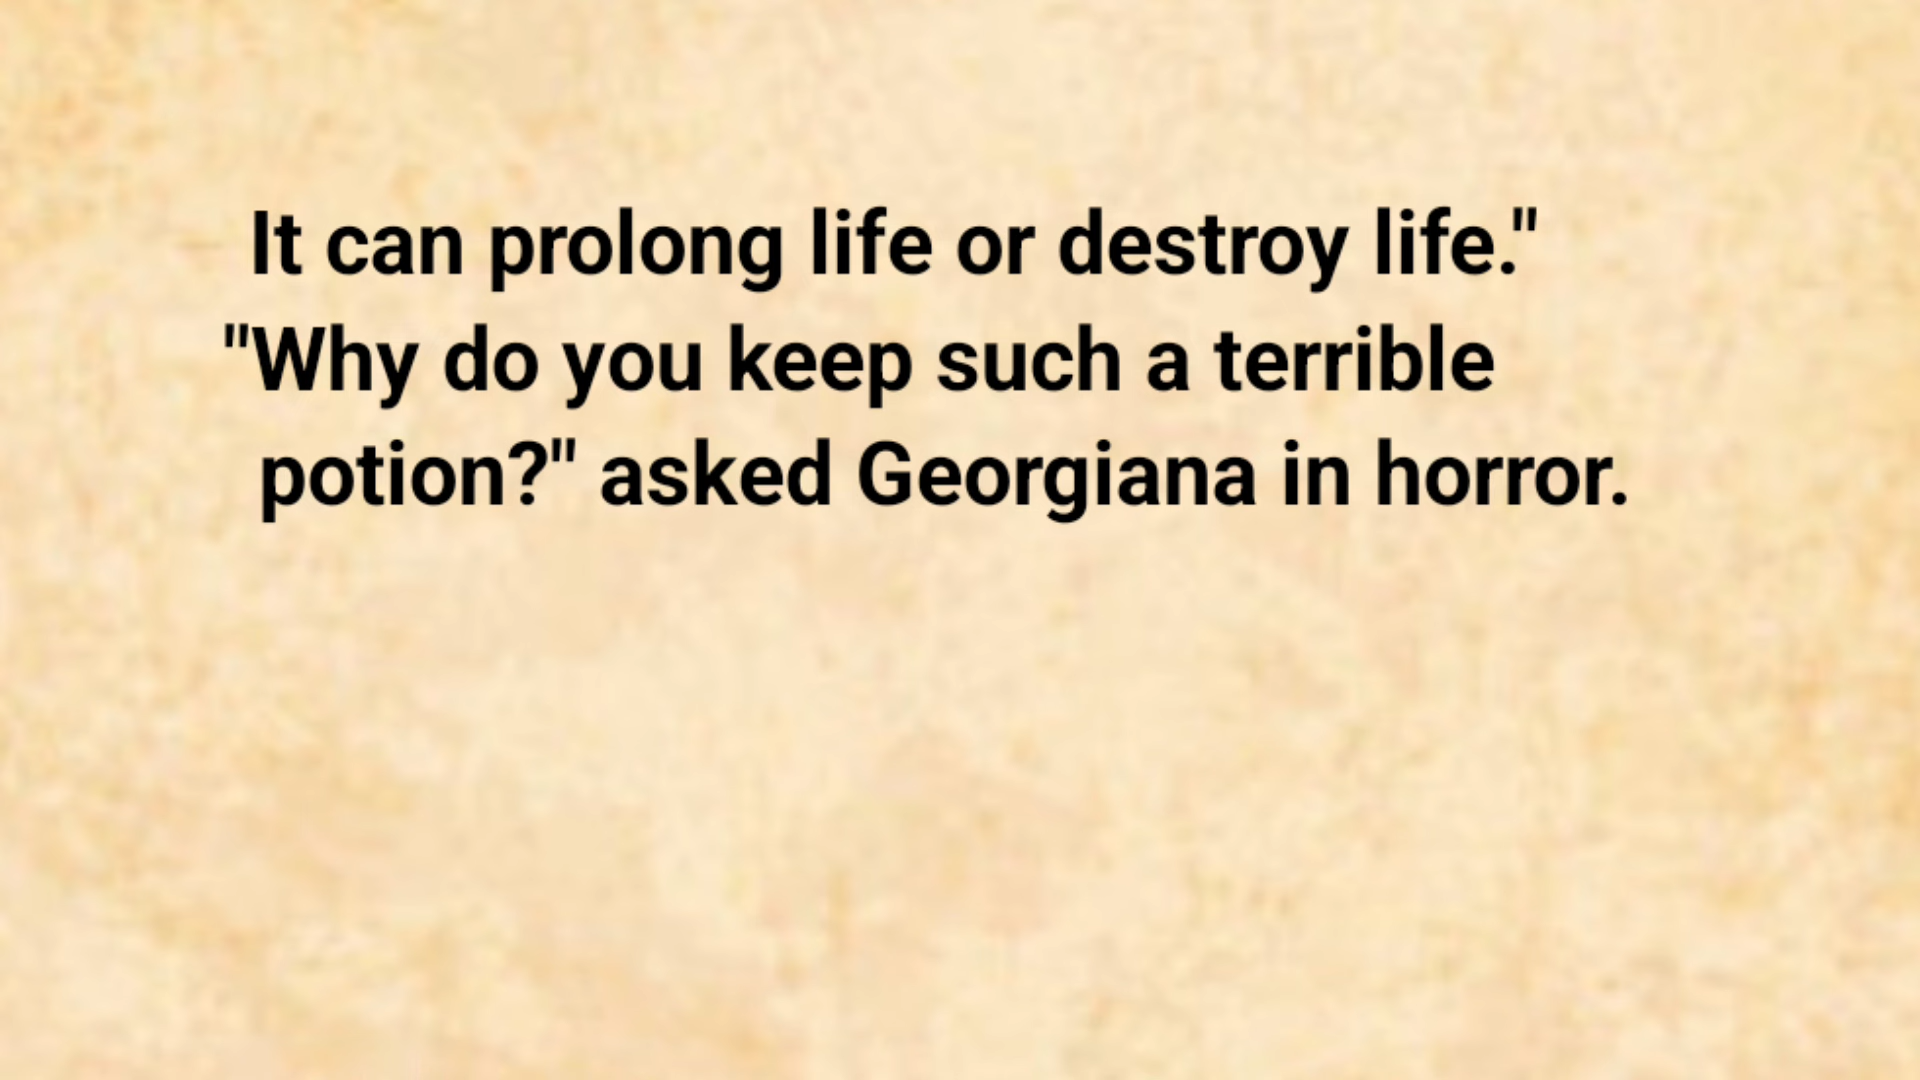 It can prolong life or destroy life."
"Why do you keep such a terrible
potion?" asked Georgiana in horror.